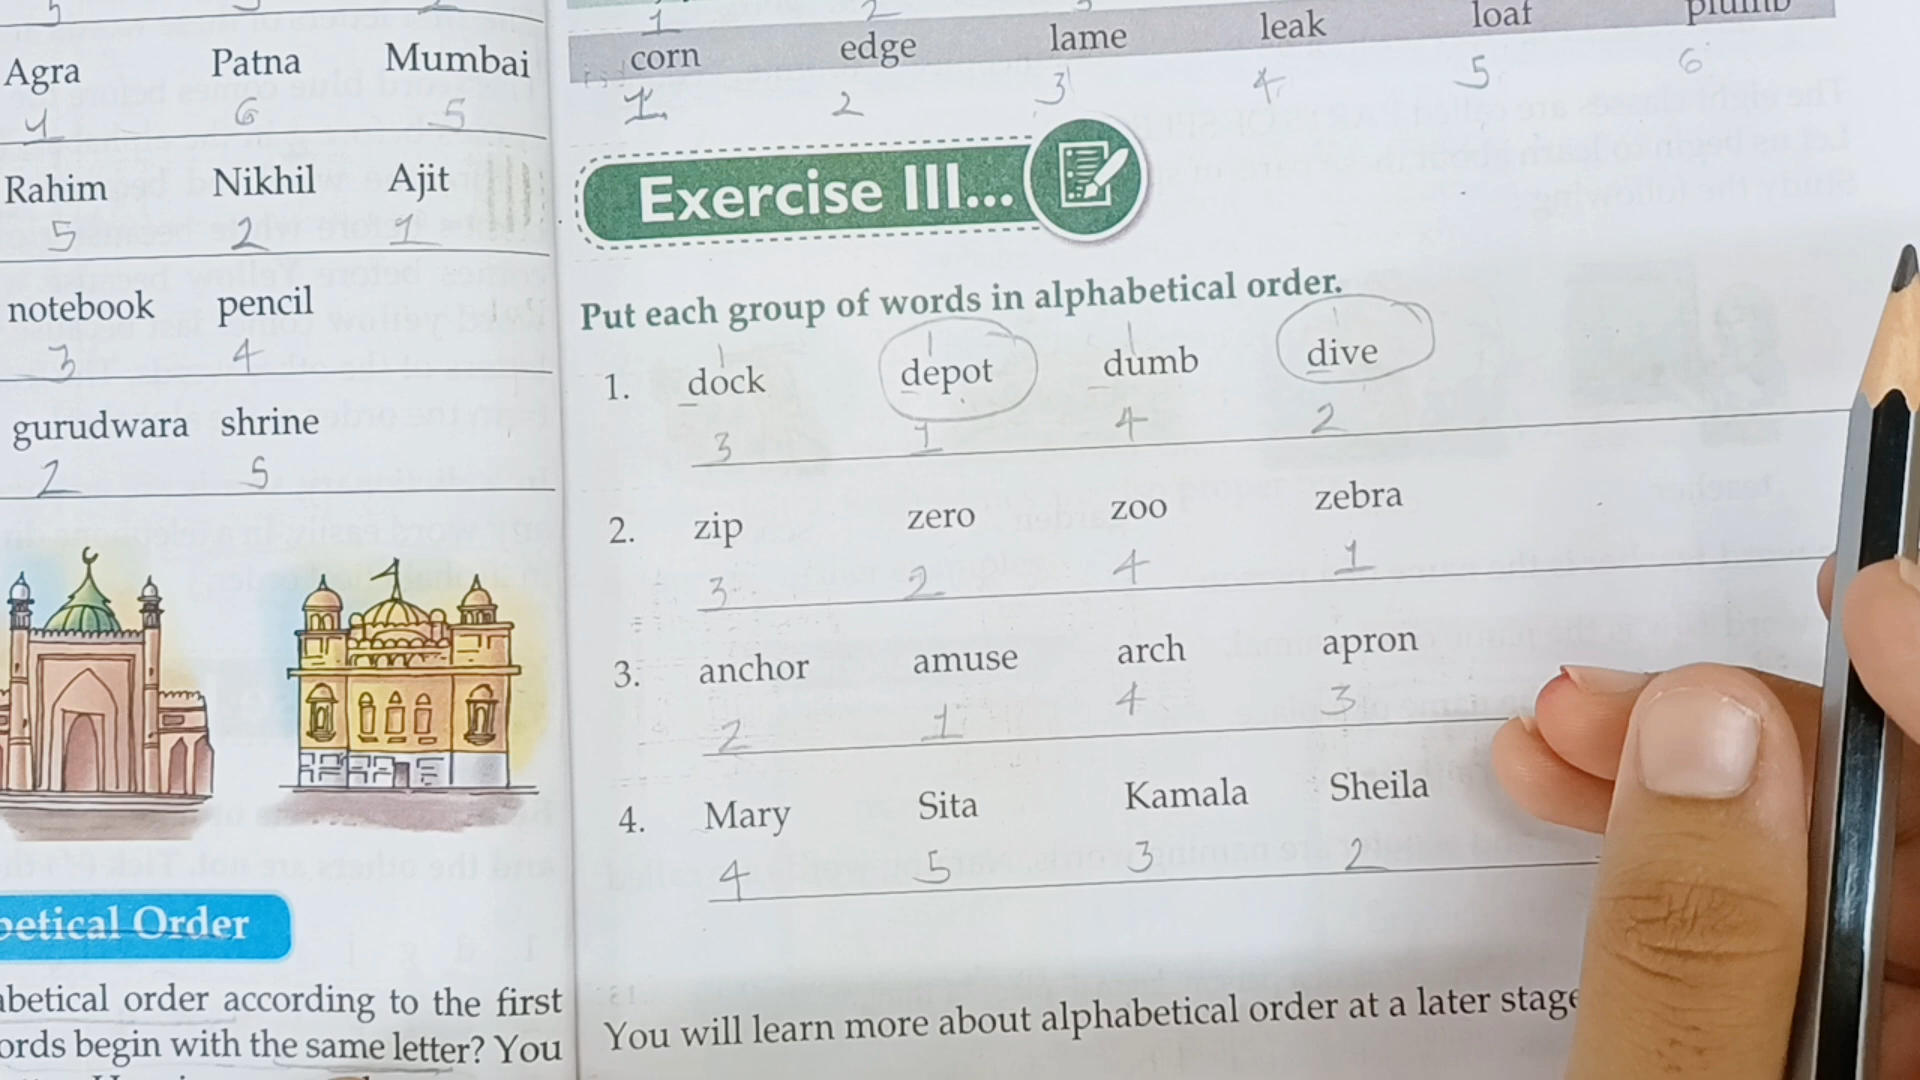 Agra Patna Mumbai
4 6 5
Rahim Nikhil Ajit
5 2 1
notebook pencil
3 4
gurudwara shrine
2 5
betical Order
abetical order according to the first
ords begin with the same letter? You
1 2
corn edge lame leak loaf plumb
1 2 3 4 5 6
Exercise III...
Put each group of words in alphabetical order.
1. dock depot dumb dive
3 1 4 2
2. zip zero zoo zebra
3 2 4 1
3. anchor amuse arch apron
2 1 4 3
4. Mary Sita Kamala Sheila
4 5 3 2
You will learn more about alphabetical order at a later stage